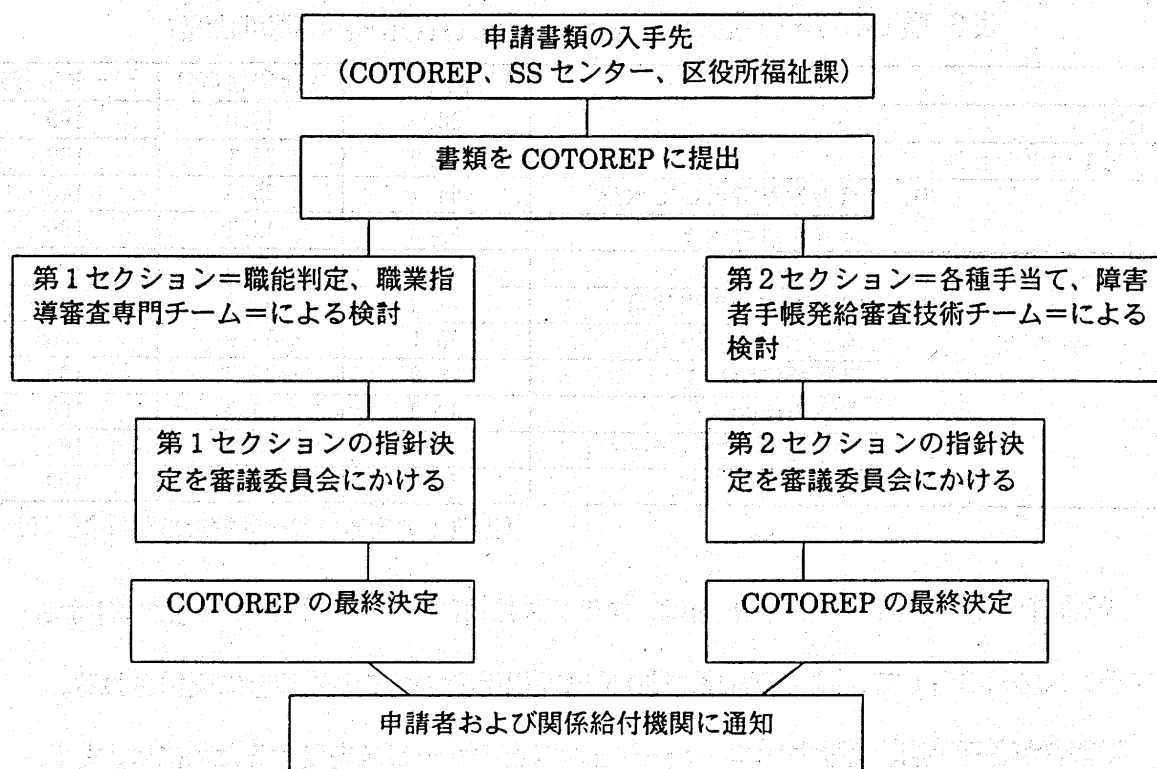 申請書類の入手先
（COTOREP、SS センター、区役所福祉課）
書類を COTOREP に提出
第１セクション＝職能判定、職業指
導審査専門チーム＝による検討
第２セクション＝各種手当て、障害
者手帳発給審査技術チーム＝による
検討
第１セクションの指針決
定を審議委員会にかける
第２セクションの指針決
定を審議委員会にかける
COTOREP の最終決定
COTOREP の最終決定
申請者および関係給付機関に通知